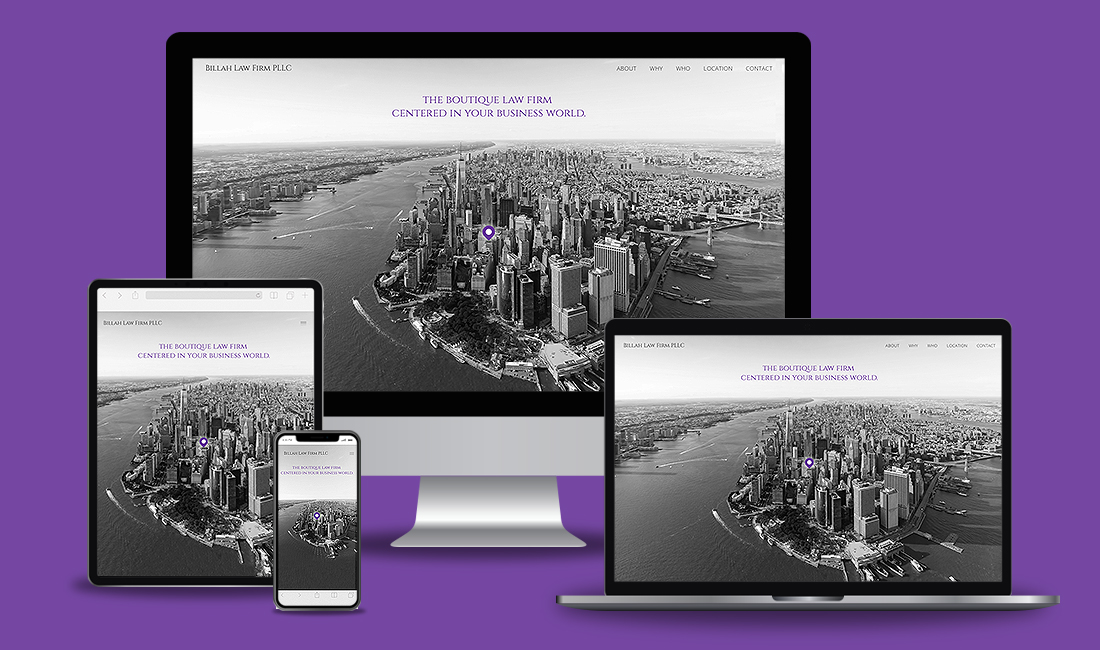 Billah Law Firm PLLC
ABOUT WHY WHO LOCATION CONTACT
THE BOUTIQUE LAW FIRM
CENTERED IN YOUR BUSINESS WORLD.
Billah Law Firm PLLC
THE BOUTIQUE LAW FIRM
CENTERED IN YOUR BUSINESS WORLD.
Billah Law Firm PLLC
THE BOUTIQUE LAW FIRM
CENTERED IN YOUR BUSINESS WORLD.
Billah Law Firm PLLC
ABOUT WHY WHO LOCATION CONTACT
THE BOUTIQUE LAW FIRM
CENTERED IN YOUR BUSINESS WORLD.